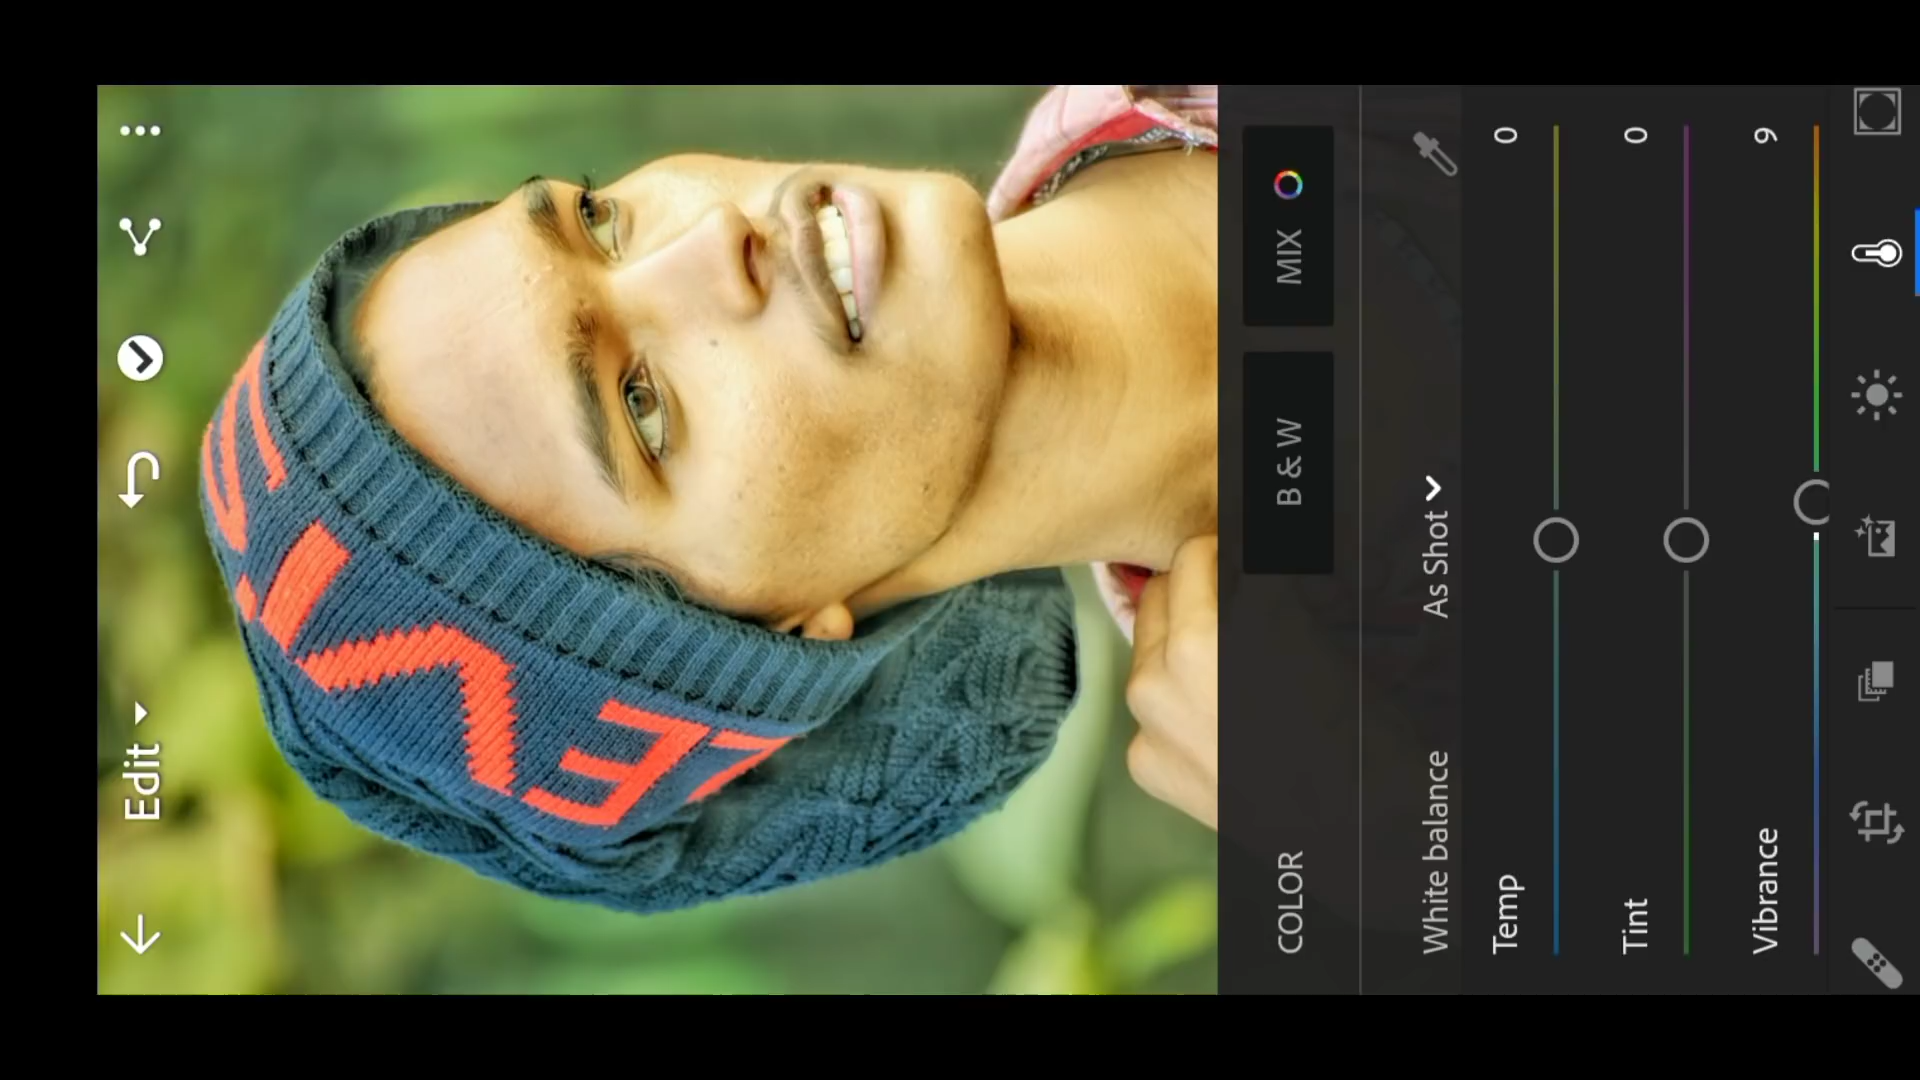 Edit
COLOR
B & W
MIX
White balance
As Shot
Temp
0
Tint
0
Vibrance
9